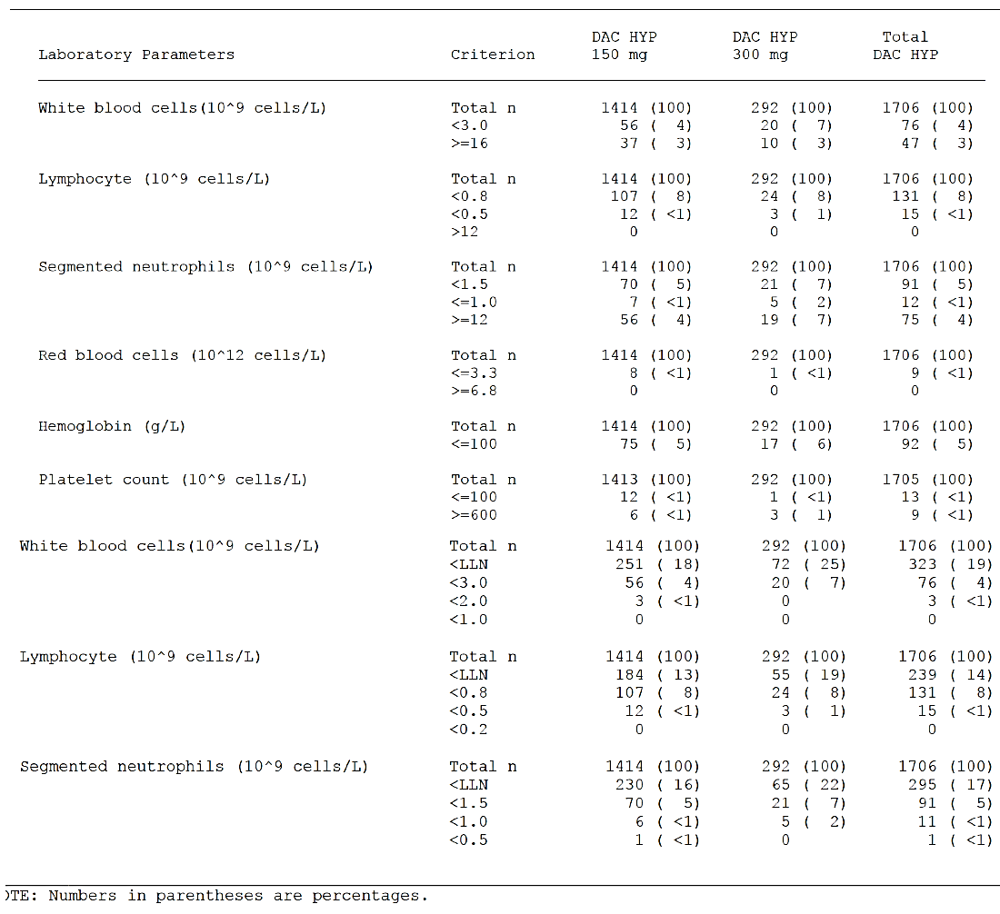 DAC HYP DAC HYP Total
Laboratory Parameters Criterion 150 mg 300 mg DAC HYP
White blood cells(10^9 cells/L) Total n 1414 (100) 292 (100) 1706 (100)
<3.0 56 ( 4) 20 ( 7) 76 ( 4)
>=16 37 ( 3) 10 ( 3) 47 ( 3)
Lymphocyte (10^9 cells/L) Total n 1414 (100) 292 (100) 1706 (100)
<0.8 107 ( 8) 24 ( 8) 131 ( 8)
<0.5 12 ( <1) 3 ( 1) 15 ( <1)
>12 0 0 0
Segmented neutrophils (10^9 cells/L) Total n 1414 (100) 292 (100) 1706 (100)
<1.5 70 ( 5) 21 ( 7) 91 ( 5)
<=1.0 7 ( <1) 5 ( 2) 12 ( <1)
>=12 56 ( 4) 19 ( 7) 75 ( 4)
Red blood cells (10^12 cells/L) Total n 1414 (100) 292 (100) 1706 (100)
<=3.3 8 ( <1) 1 ( <1) 9 ( <1)
>=6.8 0 0 0
Hemoglobin (g/L) Total n 1414 (100) 292 (100) 1706 (100)
<=100 75 ( 5) 17 ( 6) 92 ( 5)
Platelet count (10^9 cells/L) Total n 1413 (100) 292 (100) 1705 (100)
<=100 12 ( <1) 1 ( <1) 13 ( <1)
>=600 6 ( <1) 3 ( 1) 9 ( <1)
White blood cells(10^9 cells/L) Total n 1414 (100) 292 (100) 1706 (100)
<LLN 251 ( 18) 72 ( 25) 323 ( 19)
<3.0 56 ( 4) 20 ( 7) 76 ( 4)
<2.0 3 ( <1) 0 3 ( <1)
<1.0 0 0 0
Lymphocyte (10^9 cells/L) Total n 1414 (100) 292 (100) 1706 (100)
<LLN 184 ( 13) 55 ( 19) 239 ( 14)
<0.8 107 ( 8) 24 ( 8) 131 ( 8)
<0.5 12 ( <1) 3 ( 1) 15 ( <1)
<0.2 0 0 0
Segmented neutrophils (10^9 cells/L) Total n 1414 (100) 292 (100) 1706 (100)
<LLN 230 ( 16) 65 ( 22) 295 ( 17)
<1.5 70 ( 5) 21 ( 7) 91 ( 5)
<1.0 6 ( <1) 5 ( 2) 11 ( <1)
<0.5 1 ( <1) 0 1 ( <1)
OTE: Numbers in parentheses are percentages.